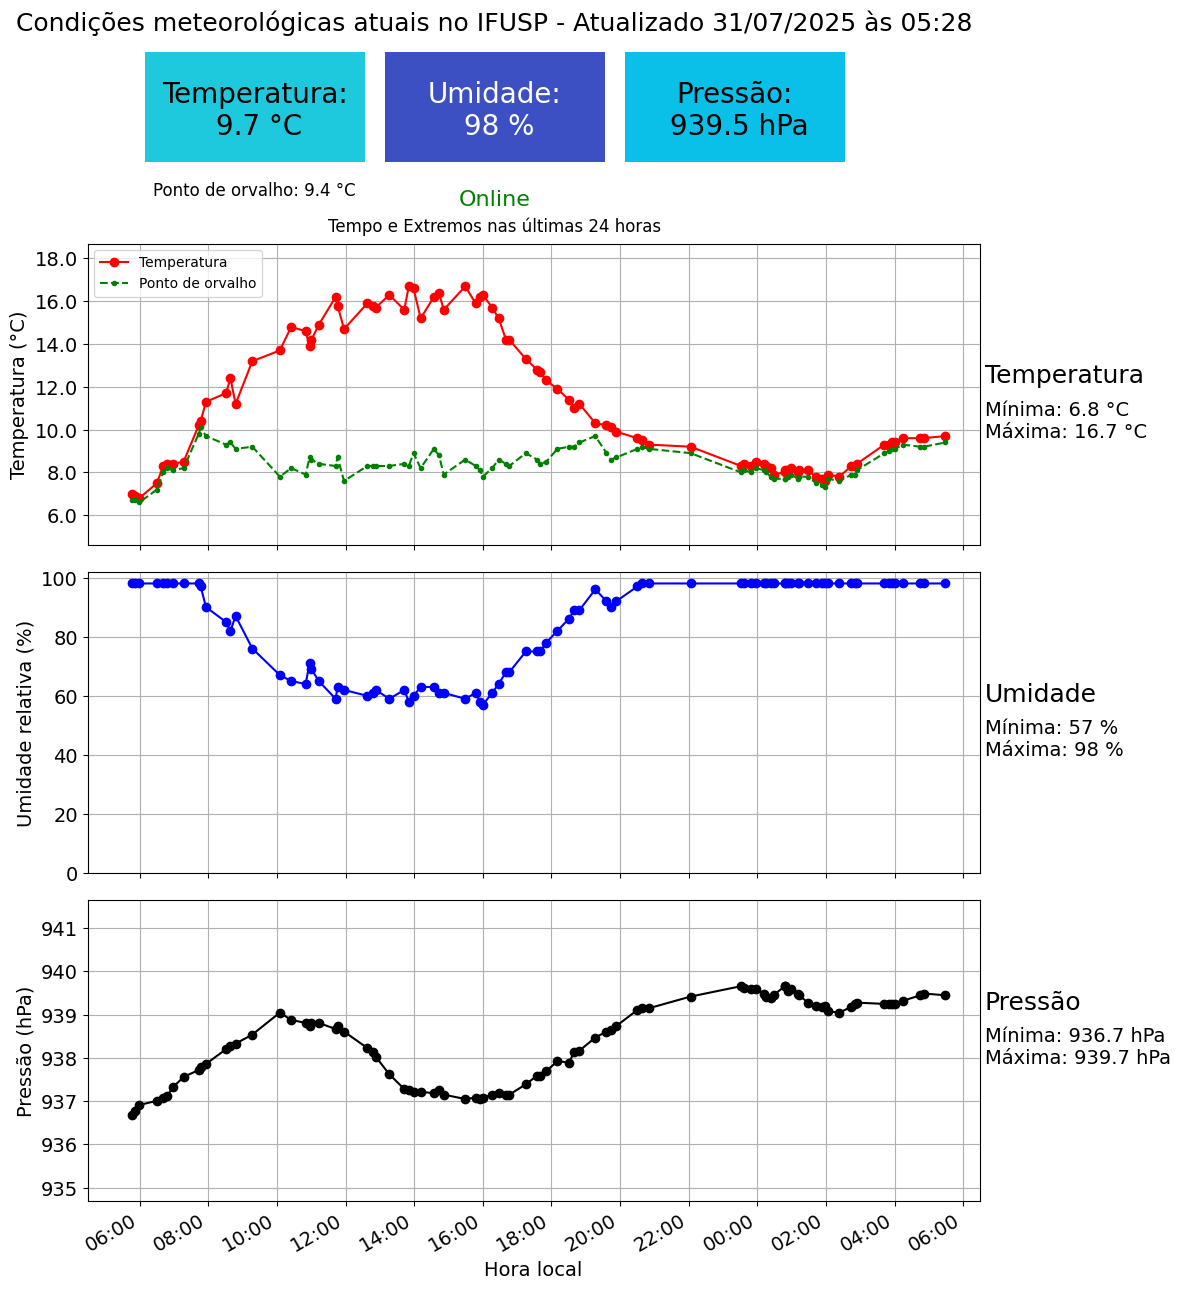 Condições meteorológicas atuais no IFUSP - Atualizado 31/07/2025 às 05:28
Temperatura:
9.7 °C
Umidade:
98 %
Pressão:
939.5 hPa
Ponto de orvalho: 9.4 °C
Online
Tempo e Extremos nas últimas 24 horas
Temperatura (°C)
18.0
16.0
14.0
12.0
10.0
8.0
6.0
Temperatura
Ponto de orvalho
Temperatura
Mínima: 6.8 °C
Máxima: 16.7 °C
Umidade relativa (%)
100
80
60
40
20
0
Umidade
Mínima: 57 %
Máxima: 98 %
Pressão (hPa)
941
940
939
938
937
936
935
Pressão
Mínima: 936.7 hPa
Máxima: 939.7 hPa
06:00 08:00 10:00 12:00 14:00 16:00 18:00 20:00 22:00 00:00 02:00 04:00 06:00
Hora local